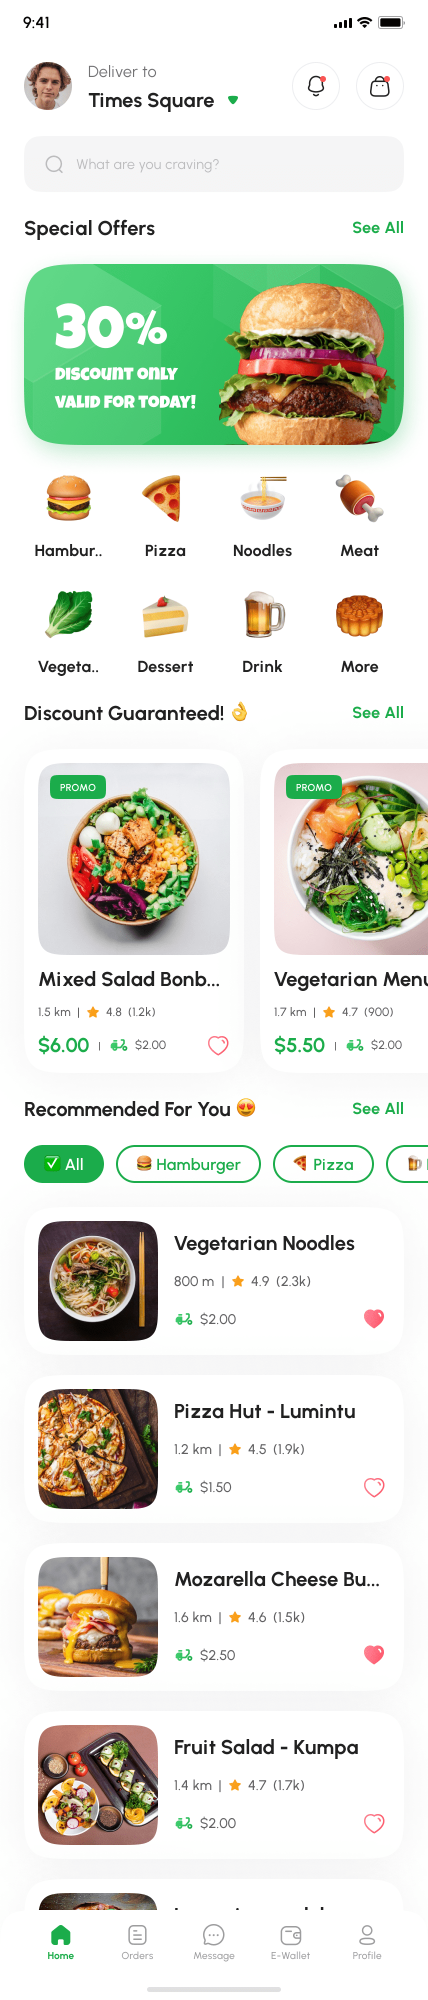 9:41
Deliver to
Times Square
What are you craving?
Special Offers
See All
30%
DISCOUNT ONLY
VALID FOR TODAY!
Hambur..
Pizza
Noodles
Meat
Vegeta..
Dessert
Drink
More
Discount Guaranteed! 👌
See All
PROMO
PROMO
Mixed Salad Bonb...
Vegetarian Menu
1.5 km | 4.8 (1.2k)
1.7 km | 4.7 (900)
$6.00 | $2.00
$5.50 | $2.00
Recommended For You 😍
See All
✅ All
🍔 Hamburger
🍕 Pizza
Vegetarian Noodles
800 m | 4.9 (2.3k)
$2.00
Pizza Hut - Lumintu
1.2 km | 4.5 (1.9k)
$1.50
Mozarella Cheese Bu...
1.6 km | 4.6 (1.5k)
$2.50
Fruit Salad - Kumpa
1.4 km | 4.7 (1.7k)
$2.00
Home
Orders
Message
E-Wallet
Profile